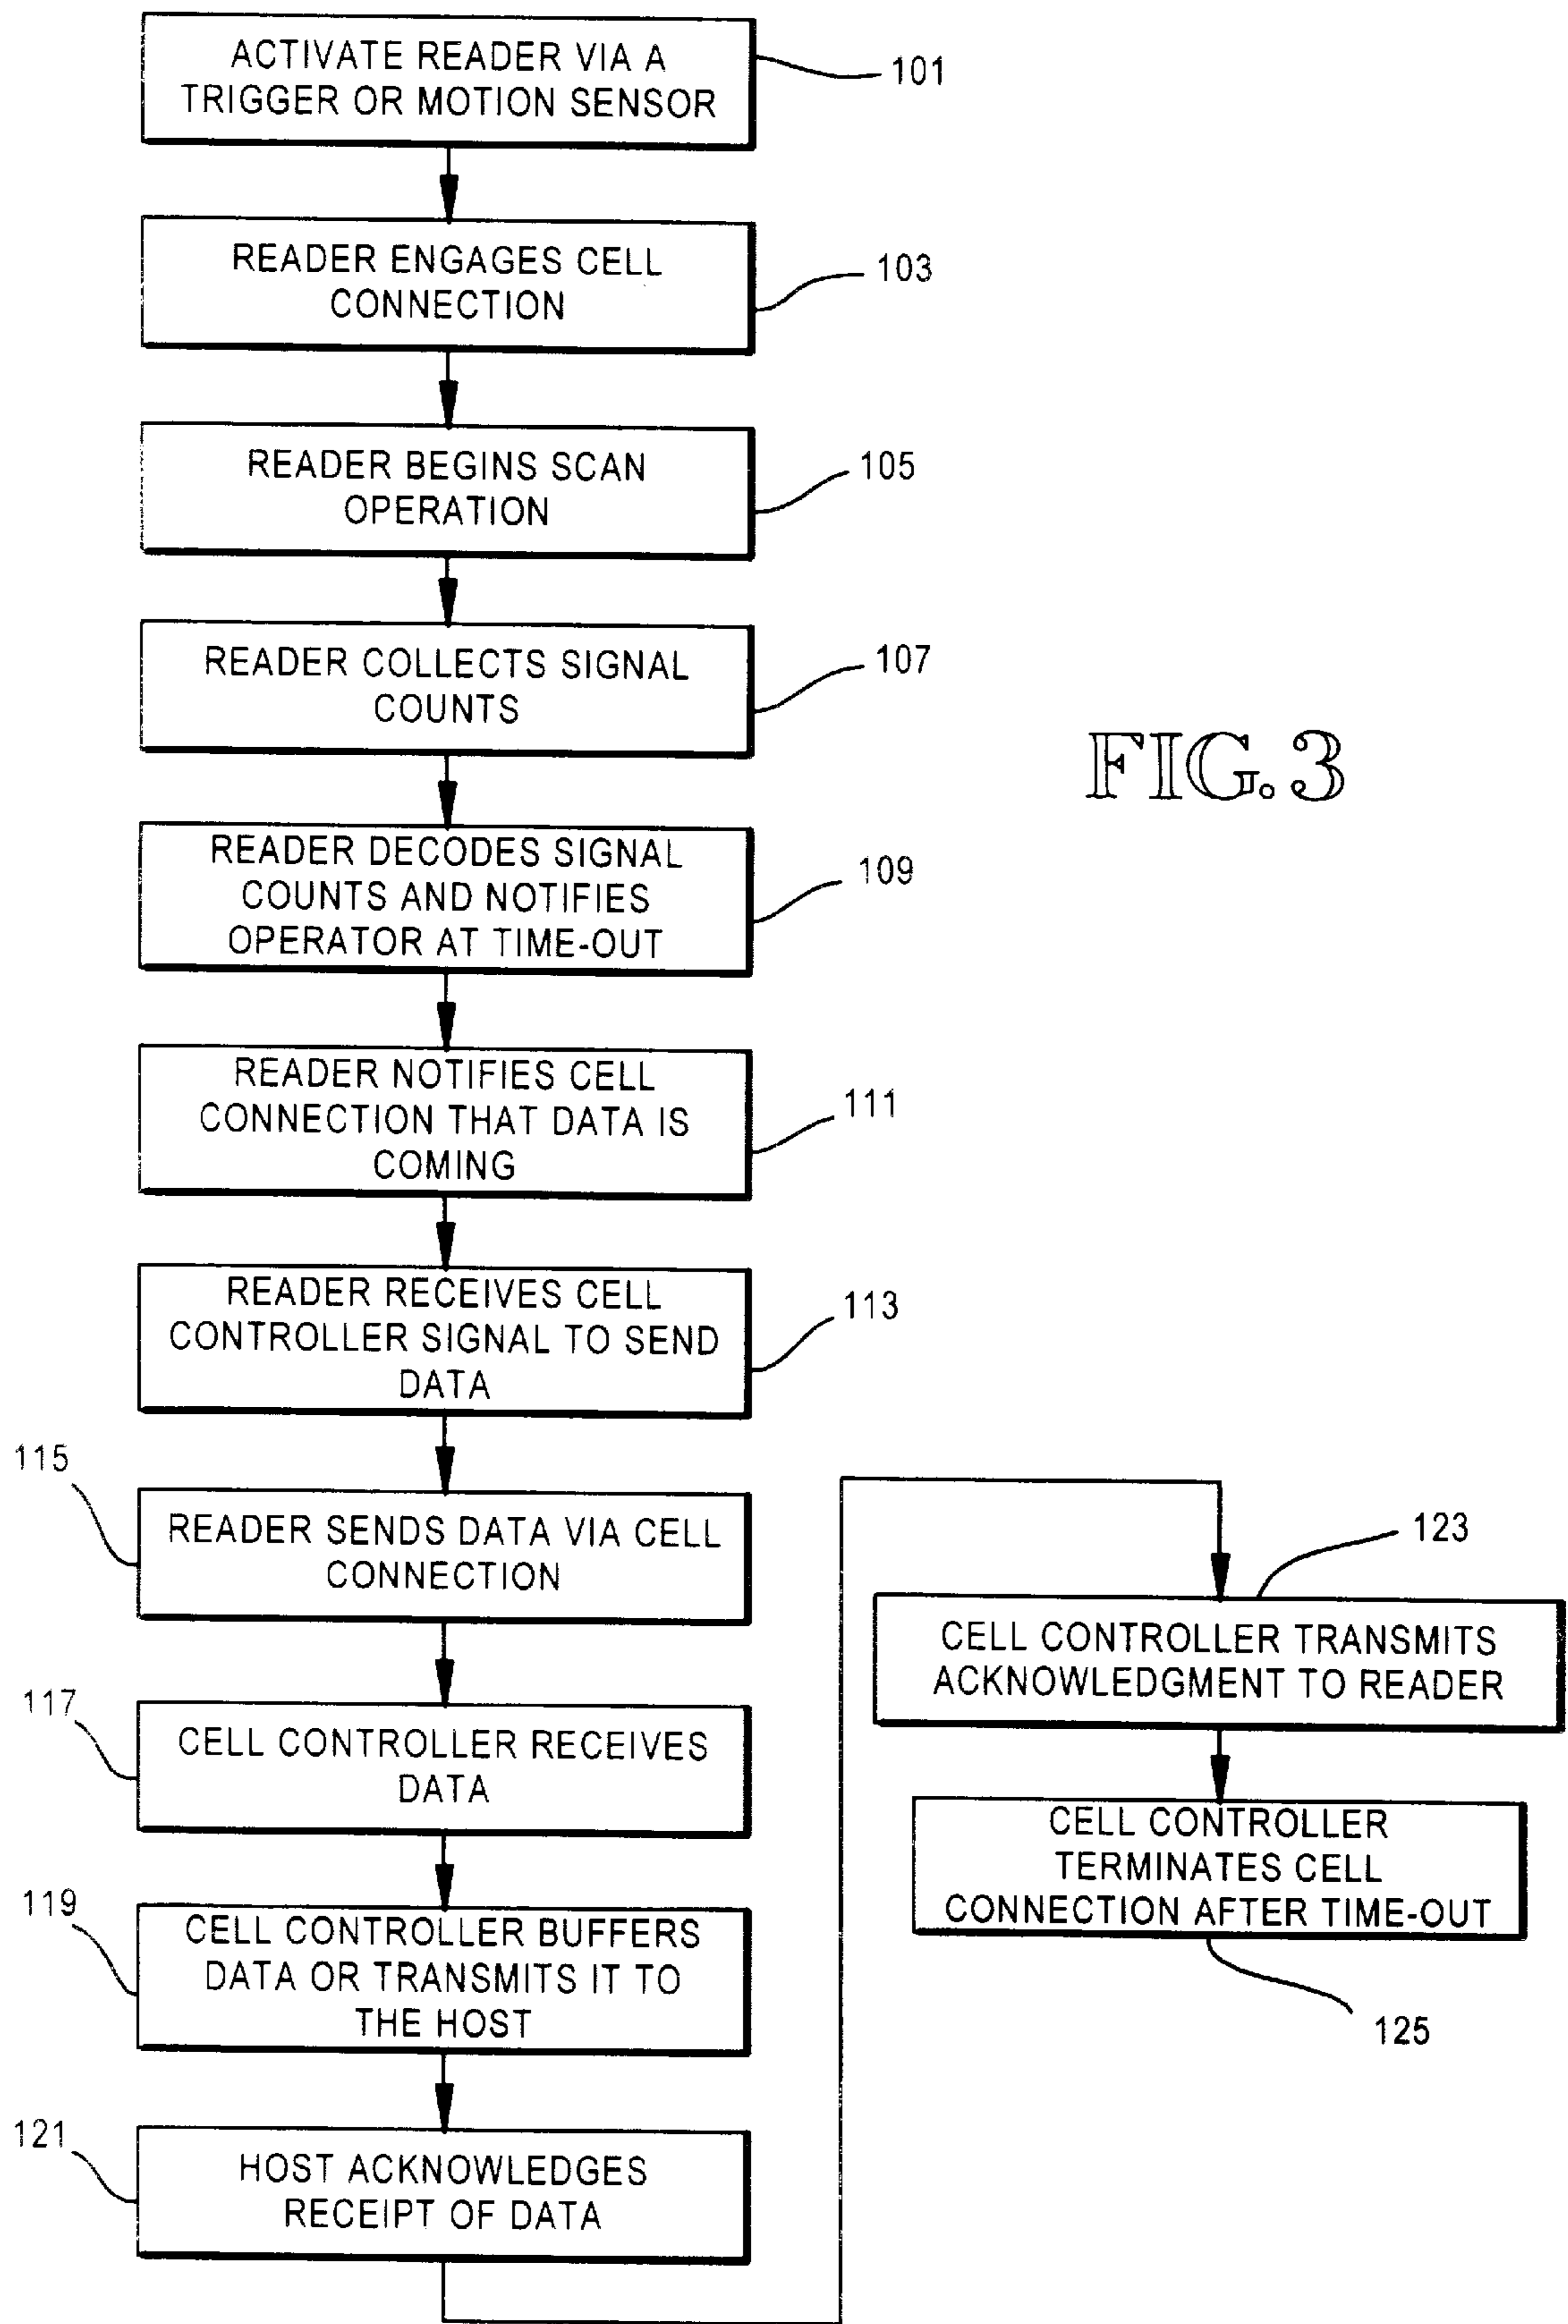 ACTIVATE READER VIA A
TRIGGER OR MOTION SENSOR
101
READER ENGAGES CELL
CONNECTION
103
READER BEGINS SCAN
OPERATION
105
READER COLLECTS SIGNAL
COUNTS
107
FIG. 3
READER DECODES SIGNAL
COUNTS AND NOTIFIES
OPERATOR AT TIME-OUT
109
READER NOTIFIES CELL
CONNECTION THAT DATA IS
COMING
111
READER RECEIVES CELL
CONTROLLER SIGNAL TO SEND
DATA
113
115
READER SENDS DATA VIA CELL
CONNECTION
117
CELL CONTROLLER RECEIVES
DATA
119
CELL CONTROLLER BUFFERS
DATA OR TRANSMITS IT TO
THE HOST
121
HOST ACKNOWLEDGES
RECEIPT OF DATA
123
CELL CONTROLLER TRANSMITS
ACKNOWLEDGMENT TO READER
CELL CONTROLLER
TERMINATES CELL
CONNECTION AFTER TIME-OUT
125